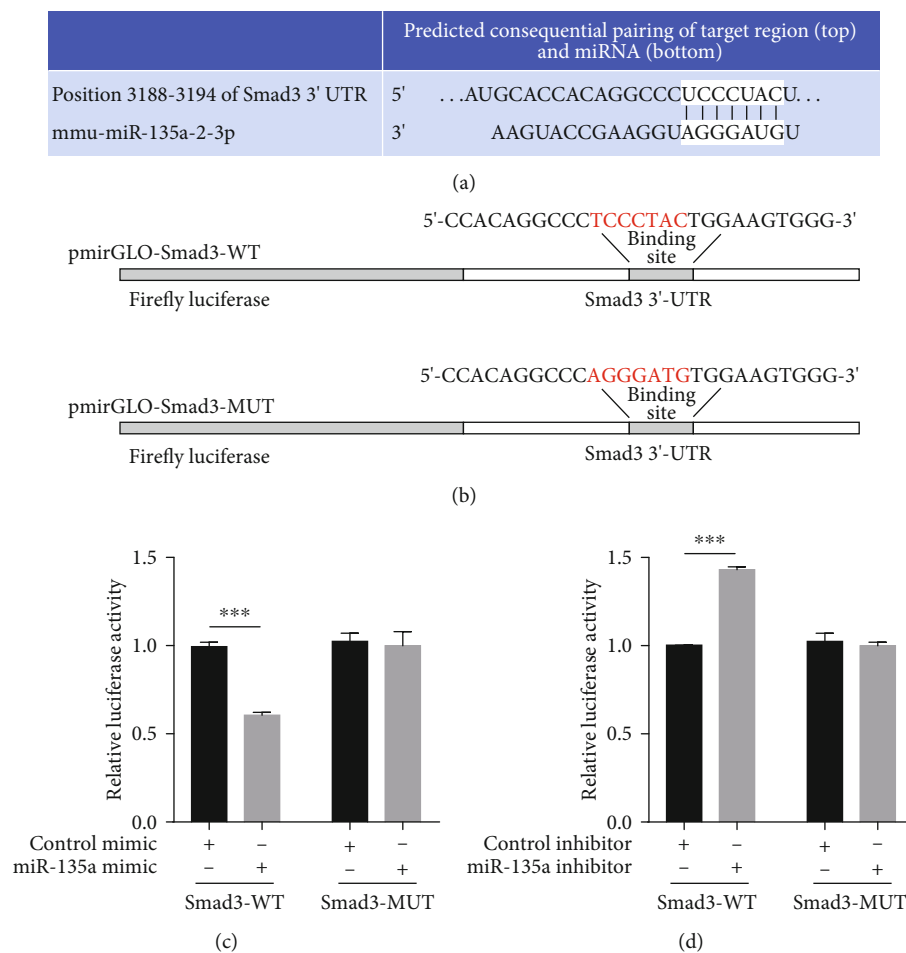 Predicted consequential pairing of target region (top)
and miRNA (bottom)
Position 3188-3194 of Smad3 3' UTR 5' ...AUGCACCACAGGCCCUCCCUACU...
mmu-miR-135a-2-3p 3' AAGUACCGAAGGUAGGGAUGU
(a)
5'-CCACAGGCCCTCCCTACTGGAAGTGGG-3'
pmirGLO-Smad3-WT
Binding
site
Firefly luciferase Smad3 3'-UTR
5'-CCACAGGCCCAGGGATGTGGAAGTGGG-3'
pmirGLO-Smad3-MUT
Binding
site
Firefly luciferase Smad3 3'-UTR
(b)
Relative luciferase activity
1.5
1.0
0.5
0.0
***
Control mimic + − + −
miR-135a mimic − + − +
Smad3-WT Smad3-MUT
(c)
Relative luciferase activity
1.5
1.0
0.5
0.0
***
Control inhibitor + − + −
miR-135a inhibitor − + − +
Smad3-WT Smad3-MUT
(d)